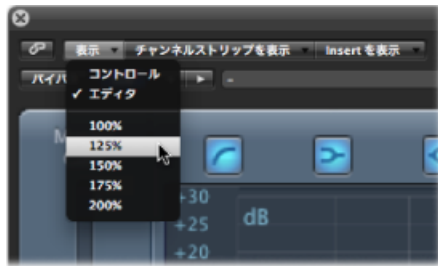 表示 チャンネルストリップを表示 Insert を表示
バイパ -
コントロール
✓ エディタ
100%
125%
150%
175%
200%
+30
+25 dB
+20